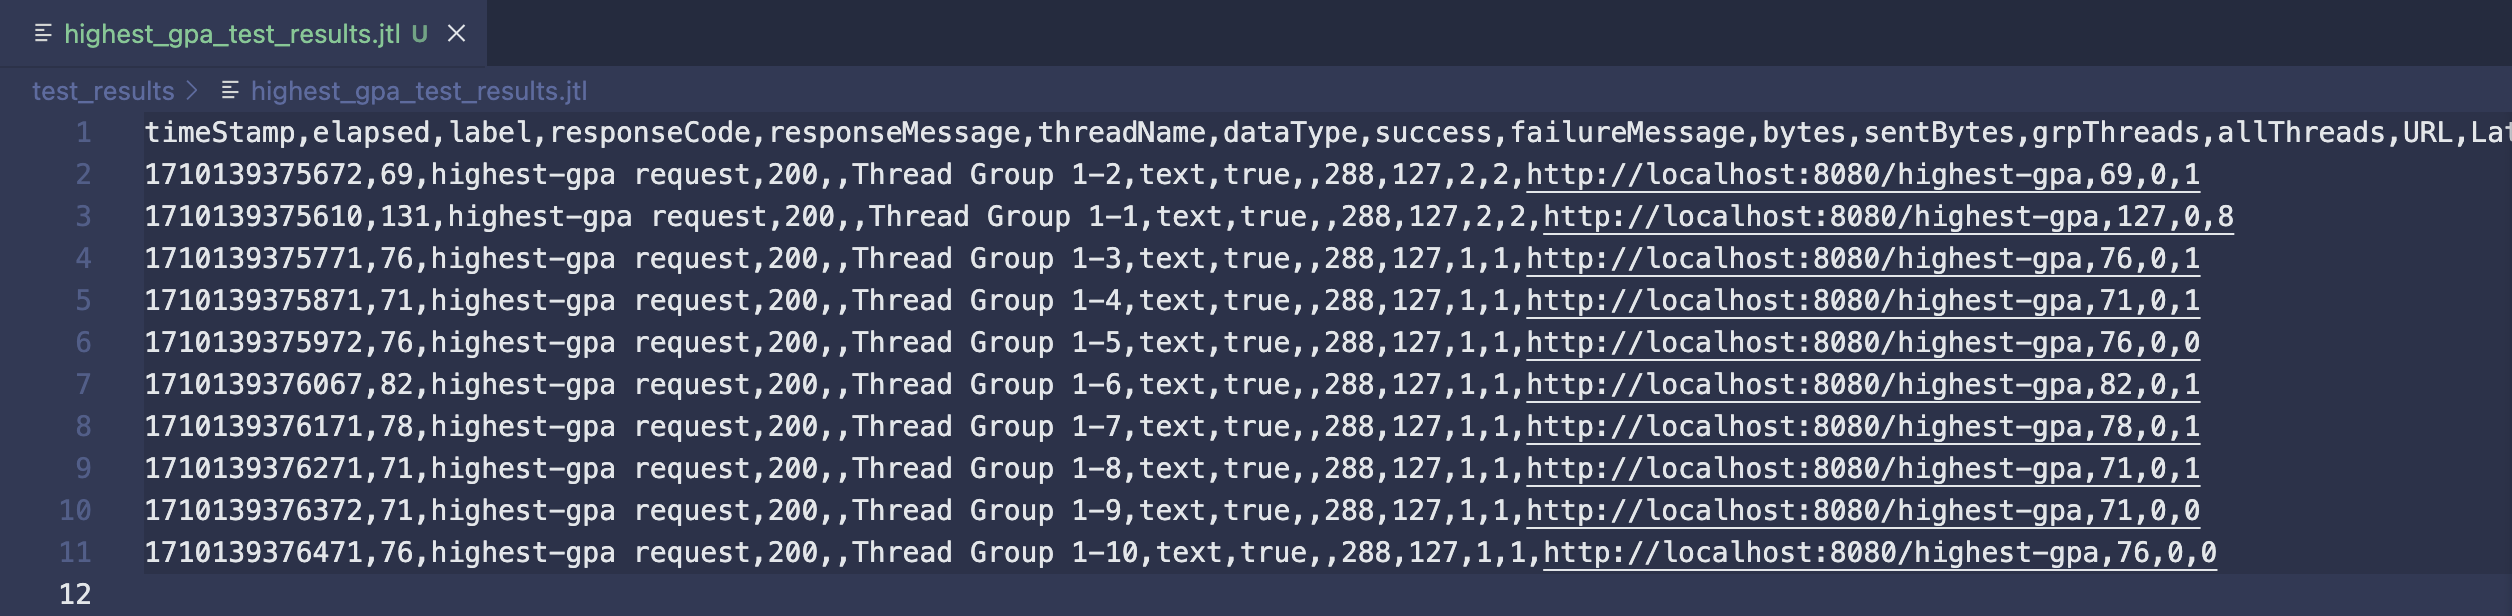 highest_gpa_test_results.jtl U
test_results > highest_gpa_test_results.jtl
1 timeStamp,elapsed,label,responseCode,responseMessage,threadName,dataType,success,failureMessage,bytes,sentBytes,grpThreads,allThreads,URL,Lat
2 1710139375672,69,highest-gpa request,200,,Thread Group 1-2,text,true,,288,127,2,2,http://localhost:8080/highest-gpa,69,0,1
3 1710139375610,131,highest-gpa request,200,,Thread Group 1-1,text,true,,288,127,2,2,http://localhost:8080/highest-gpa,127,0,8
4 1710139375771,76,highest-gpa request,200,,Thread Group 1-3,text,true,,288,127,1,1,http://localhost:8080/highest-gpa,76,0,1
5 1710139375871,71,highest-gpa request,200,,Thread Group 1-4,text,true,,288,127,1,1,http://localhost:8080/highest-gpa,71,0,1
6 1710139375972,76,highest-gpa request,200,,Thread Group 1-5,text,true,,288,127,1,1,http://localhost:8080/highest-gpa,76,0,0
7 1710139376067,82,highest-gpa request,200,,Thread Group 1-6,text,true,,288,127,1,1,http://localhost:8080/highest-gpa,82,0,1
8 1710139376171,78,highest-gpa request,200,,Thread Group 1-7,text,true,,288,127,1,1,http://localhost:8080/highest-gpa,78,0,1
9 1710139376271,71,highest-gpa request,200,,Thread Group 1-8,text,true,,288,127,1,1,http://localhost:8080/highest-gpa,71,0,1
10 1710139376372,71,highest-gpa request,200,,Thread Group 1-9,text,true,,288,127,1,1,http://localhost:8080/highest-gpa,71,0,0
11 1710139376471,76,highest-gpa request,200,,Thread Group 1-10,text,true,,288,127,1,1,http://localhost:8080/highest-gpa,76,0,0
12